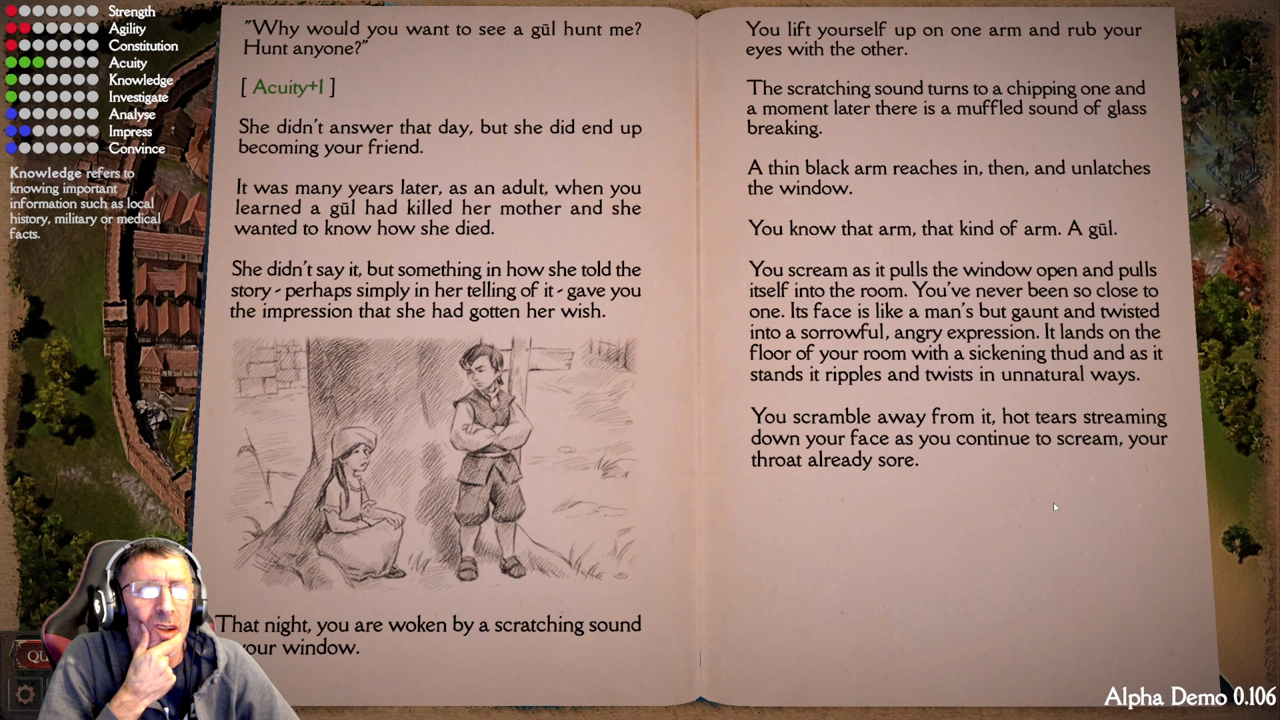 Strength
Agility
Constitution
Acuity
Knowledge
Investigate
Analyse
Impress
Convince
Knowledge refers to
knowing important
information such as local
history, military or medical
facts.
"Why would you want to see a gūl hunt me?
Hunt anyone?"
[ Acuity+1 ]
She didn't answer that day, but she did end up
becoming your friend.
It was many years later, as an adult, when you
learned a gūl had killed her mother and she
wanted to know how she died.
She didn't say it, but something in how she told the
story - perhaps simply in her telling of it - gave you
the impression that she had gotten her wish.
That night, you are woken by a scratching sound
your window.
You lift yourself up on one arm and rub your
eyes with the other.
The scratching sound turns to a chipping one and
a moment later there is a muffled sound of glass
breaking.
A thin black arm reaches in, then, and unlatches
the window.
You know that arm, that kind of arm. A gūl.
You scream as it pulls the window open and pulls
itself into the room. You've never been so close to
one. Its face is like a man's but gaunt and twisted
into a sorrowful, angry expression. It lands on the
floor of your room with a sickening thud and as it
stands it ripples and twists in unnatural ways.
You scramble away from it, hot tears streaming
down your face as you continue to scream, your
throat already sore.
Alpha Demo 0.106